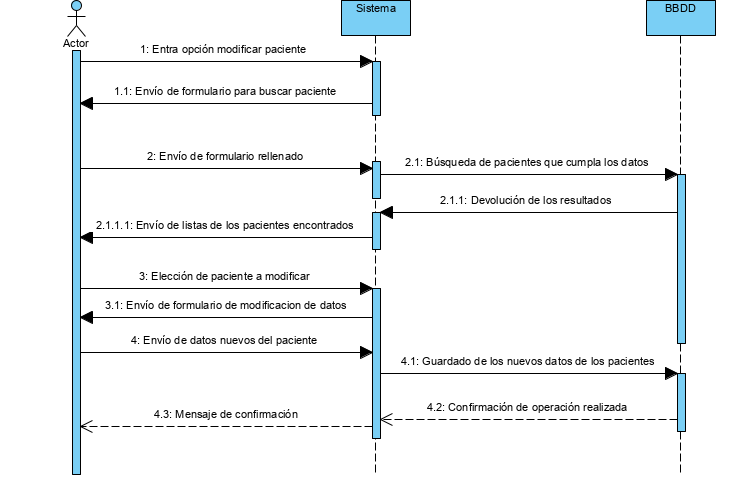 Actor
Sistema
BBDD
1: Entra opción modificar paciente
1.1: Envío de formulario para buscar paciente
2: Envío de formulario rellenado
2.1: Búsqueda de pacientes que cumpla los datos
2.1.1: Devolución de los resultados
2.1.1.1: Envío de listas de los pacientes encontrados
3: Elección de paciente a modificar
3.1: Envío de formulario de modificacion de datos
4: Envío de datos nuevos del paciente
4.1: Guardado de los nuevos datos de los pacientes
4.2: Confirmación de operación realizada
4.3: Mensaje de confirmación